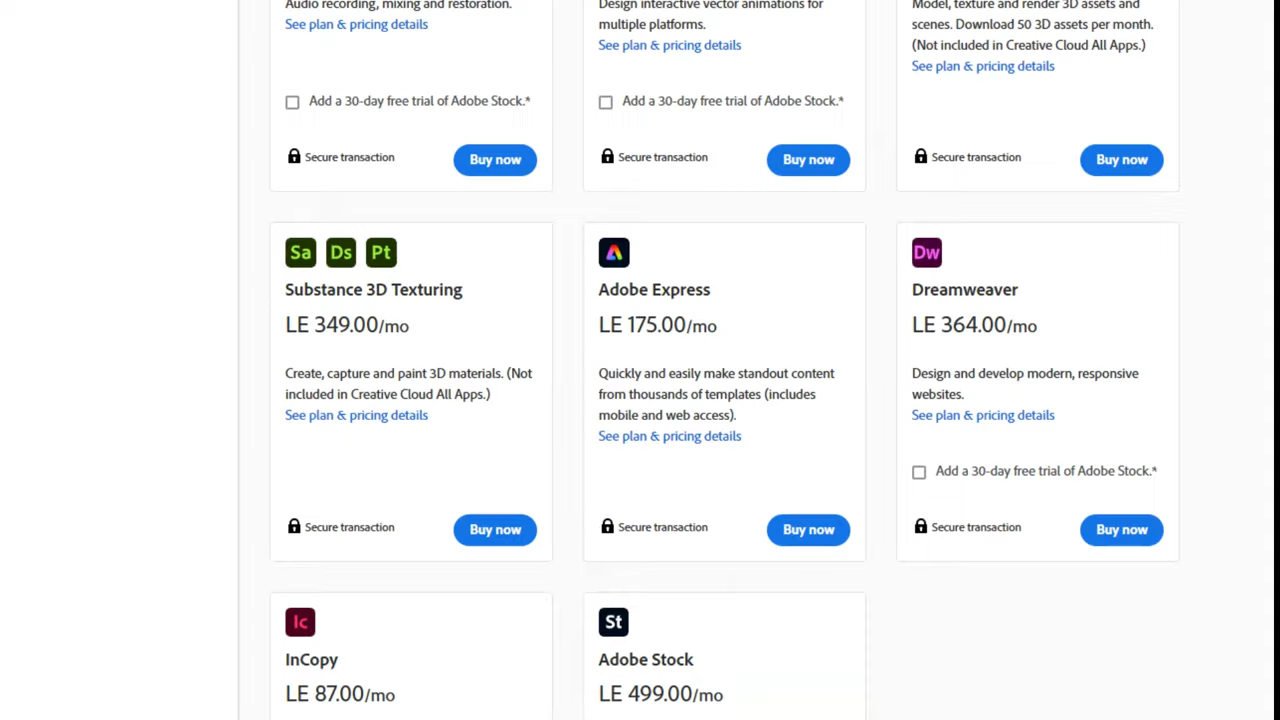 Audio recording, mixing and restoration.
See plan & pricing details
Add a 30-day free trial of Adobe Stock.*
Secure transaction
Buy now
Design interactive vector animations for
multiple platforms.
See plan & pricing details
Add a 30-day free trial of Adobe Stock.*
Secure transaction
Buy now
Model, texture and render 3D assets and
scenes. Download 50 3D assets per month.
(Not included in Creative Cloud All Apps.)
See plan & pricing details
Secure transaction
Buy now
Sa Ds Pt
Substance 3D Texturing
LE 349.00/mo
Create, capture and paint 3D materials. (Not
included in Creative Cloud All Apps.)
See plan & pricing details
Secure transaction
Buy now
Adobe Express
LE 175.00/mo
Quickly and easily make standout content
from thousands of templates (includes
mobile and web access).
See plan & pricing details
Secure transaction
Buy now
Dw
Dreamweaver
LE 364.00/mo
Design and develop modern, responsive
websites.
See plan & pricing details
Add a 30-day free trial of Adobe Stock.*
Secure transaction
Buy now
Ic
InCopy
LE 87.00/mo
St
Adobe Stock
LE 499.00/mo